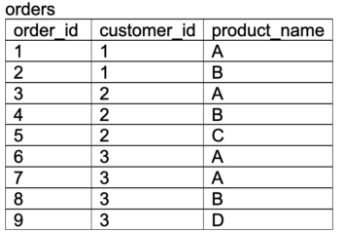 orders
order_id customer_id product_name
1 1 A
2 1 B
3 2 A
4 2 B
5 2 C
6 3 A
7 3 A
8 3 B
9 3 D